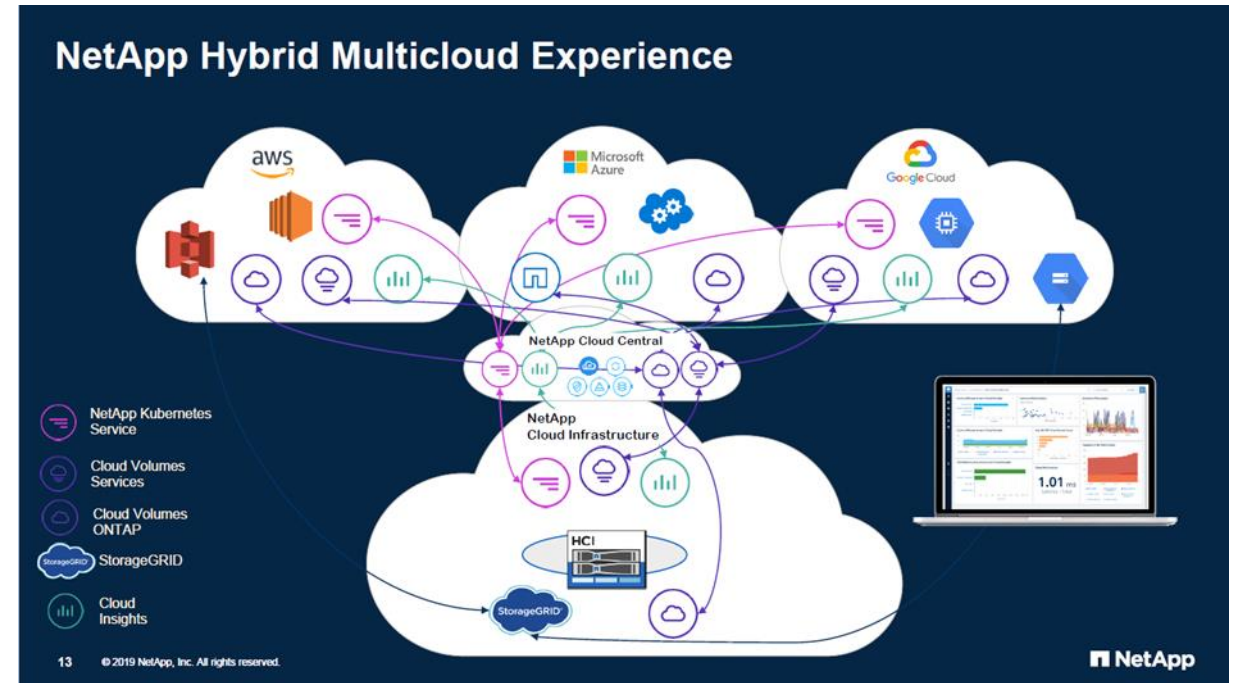 NetApp Hybrid Multicloud Experience
aws
Microsoft
Azure
Google Cloud
NetApp Cloud Central
NetApp
Cloud Infrastructure
NetApp Kubernetes
Service
Cloud Volumes
Services
Cloud Volumes
ONTAP
StorageGRID
StorageGRID
Cloud
Insights
HCI
StorageGRID
1.01 ms
13
© 2019 NetApp, Inc. All rights reserved.
NetApp